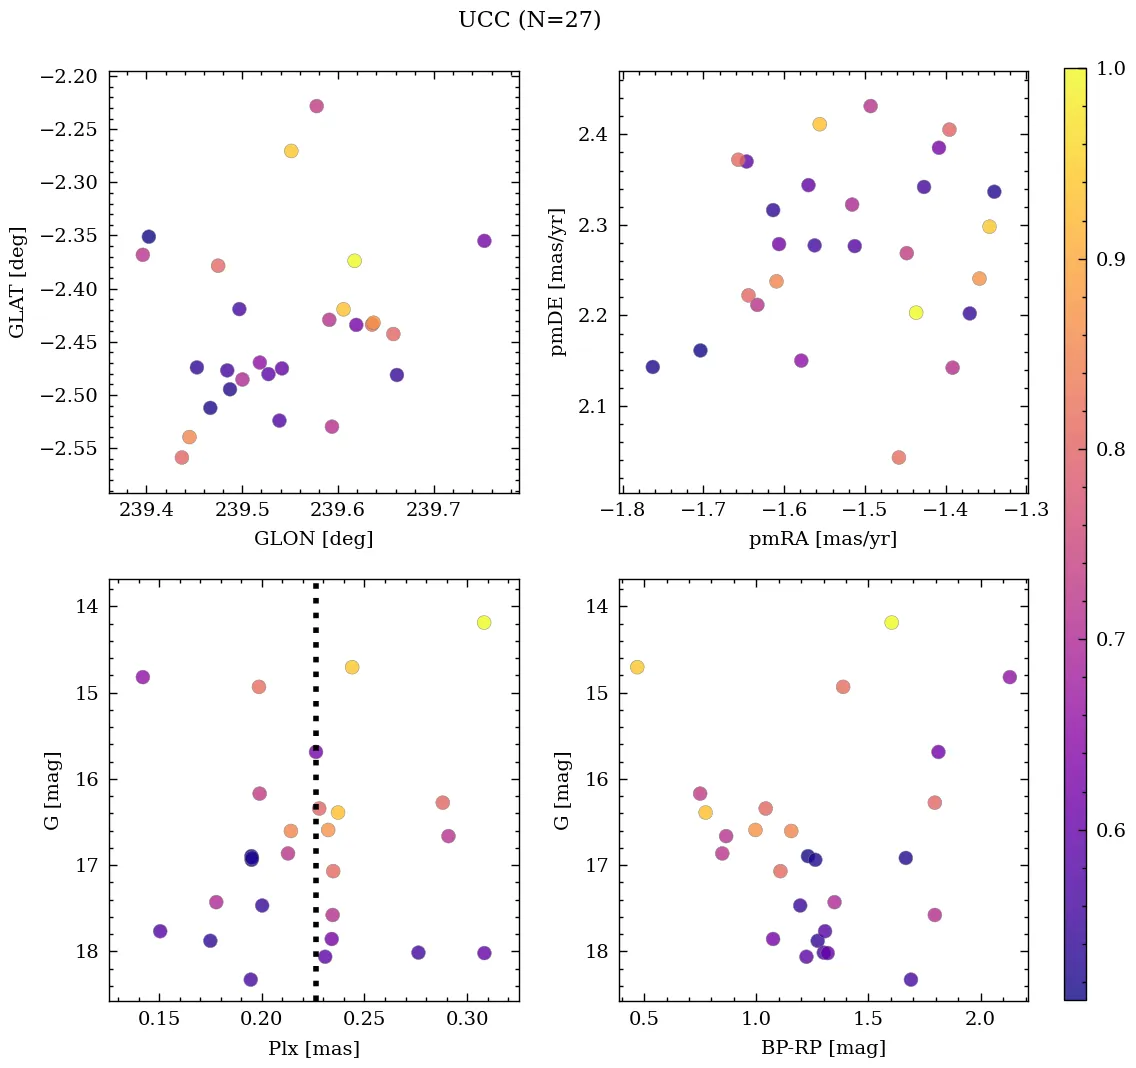 UCC (N=27)
−2.20
−2.25
−2.30
−2.35
−2.40
−2.45
−2.50
−2.55
GLAT [deg]
239.4 239.5 239.6 239.7
GLON [deg]
2.4
2.3
2.2
2.1
pmDE [mas/yr]
−1.8 −1.7 −1.6 −1.5 −1.4 −1.3
pmRA [mas/yr]
14
15
16
17
18
G [mag]
0.15 0.20 0.25 0.30
Plx [mas]
14
15
16
17
18
G [mag]
0.5 1.0 1.5 2.0
BP-RP [mag]
1.0
0.9
0.8
0.7
0.6